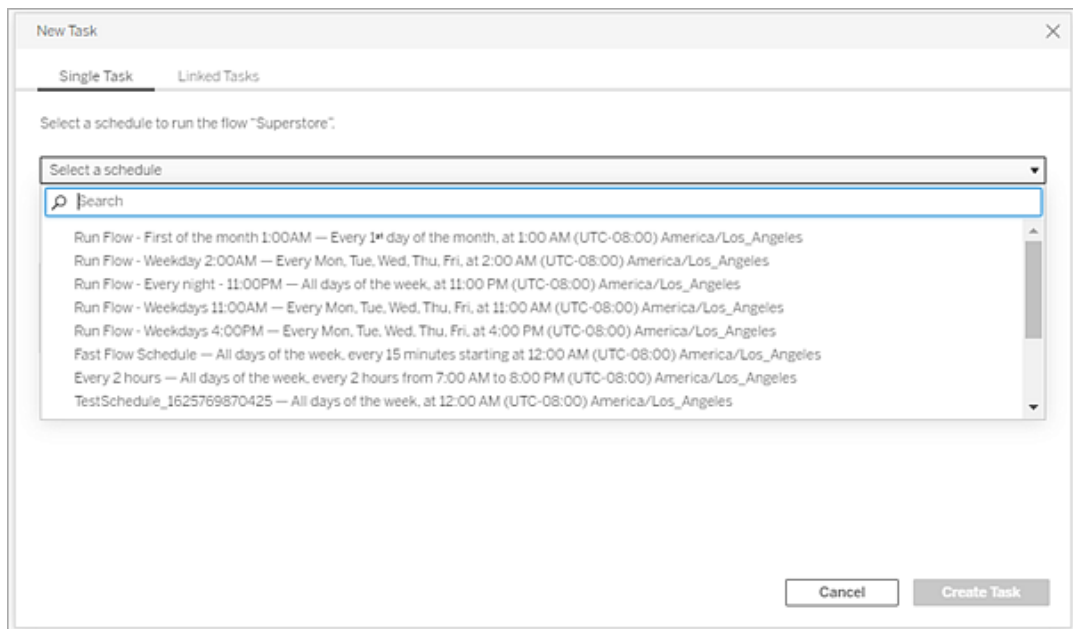 New Task
Single Task Linked Tasks
Select a schedule to run the flow “Superstore”.
Select a schedule
Search
Run Flow - First of the month 1:00AM — Every 1st day of the month, at 1:00 AM (UTC-08:00) America/Los_Angeles
Run Flow - Weekday 2:00AM — Every Mon, Tue, Wed, Thu, Fri, at 2:00 AM (UTC-08:00) America/Los_Angeles
Run Flow - Every night - 11:00PM — All days of the week, at 11:00 PM (UTC-08:00) America/Los_Angeles
Run Flow - Weekdays 11:00AM — Every Mon, Tue, Wed, Thu, Fri, at 11:00 AM (UTC-08:00) America/Los_Angeles
Run Flow - Weekdays 4:00PM — Every Mon, Tue, Wed, Thu, Fri, at 4:00 PM (UTC-08:00) America/Los_Angeles
Fast Flow Schedule — All days of the week, every 15 minutes starting at 12:00 AM (UTC-08:00) America/Los_Angeles
Every 2 hours — All days of the week, every 2 hours from 7:00 AM to 8:00 PM (UTC-08:00) America/Los_Angeles
TestSchedule_1625769870425 — All days of the week, at 12:00 AM (UTC-08:00) America/Los_Angeles
Cancel Create Task